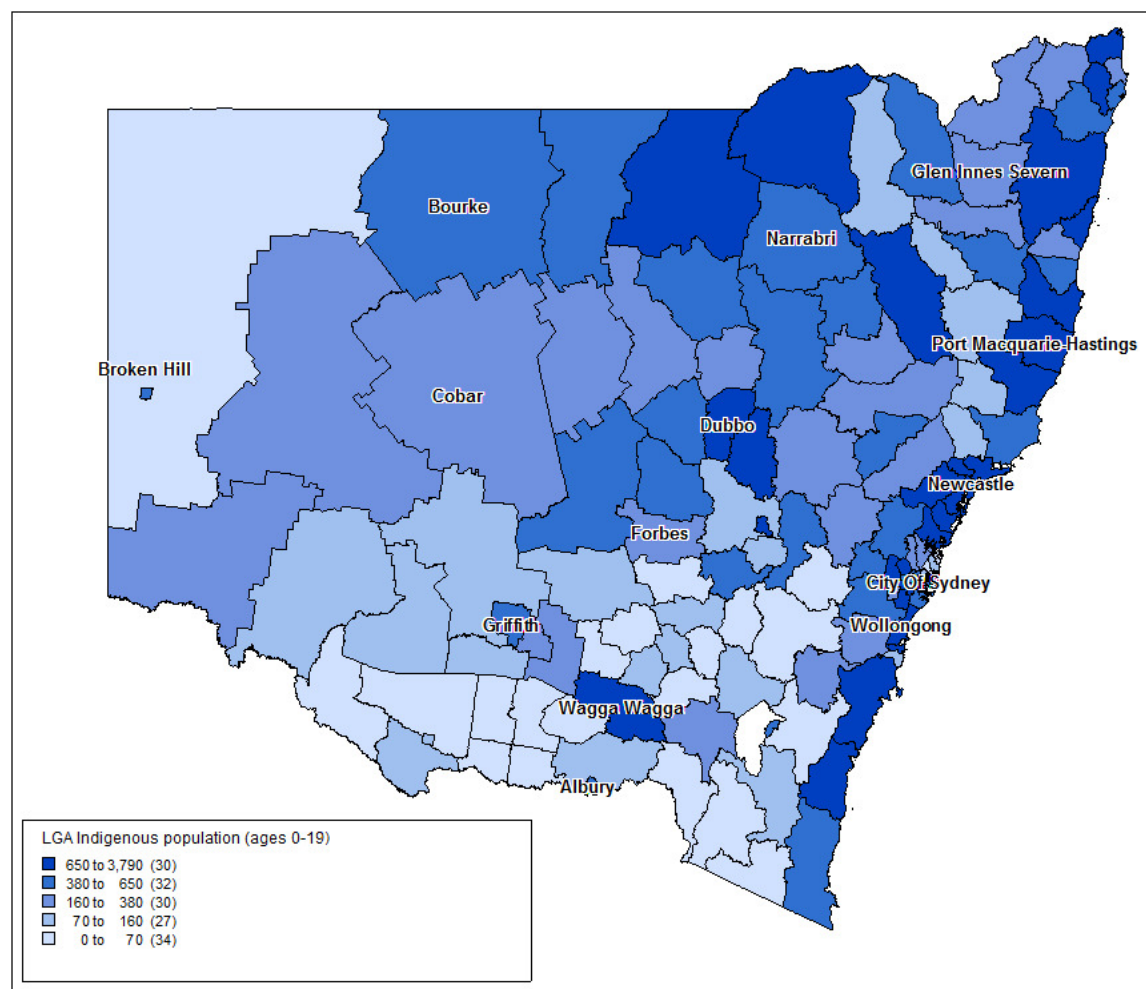 Glen Innes Severn
Bourke
Narrabri
Port Macquarie-Hastings
Broken Hill
Cobar
Dubbo
Newcastle
Forbes
City Of Sydney
Griffith
Wollongong
Wagga Wagga
Albury
LGA Indigenous population (ages 0-19)
650 to 3,790 (30)
380 to 650 (32)
160 to 380 (30)
70 to 160 (27)
0 to 70 (34)